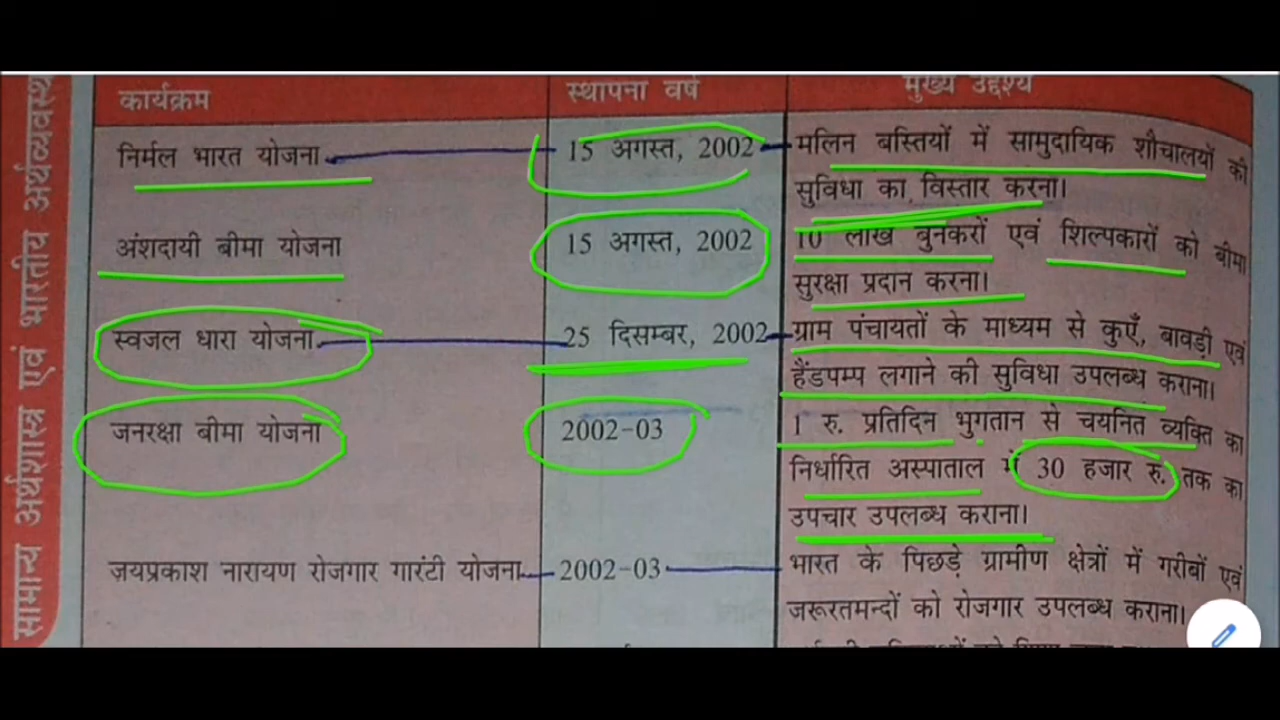 सामान्य अर्थशास्त्र एवं भारतीय अर्थव्यवस्था
कार्यक्रम स्थापना वर्ष मुख्य उद्देश्य
निर्मल भारत योजना 15 अगस्त, 2002 मलिन बस्तियों में सामुदायिक शौचालयों की
सुविधा का विस्तार करना।
अंशदायी बीमा योजना 15 अगस्त, 2002 10 लाख बुनकरों एवं शिल्पकारों को बीमा
सुरक्षा प्रदान करना।
स्वजल धारा योजना 25 दिसम्बर, 2002 ग्राम पंचायतों के माध्यम से कुएँ, बावड़ी एवं
हैंडपम्प लगाने की सुविधा उपलब्ध कराना।
जनरक्षा बीमा योजना 2002-03 1 रु. प्रतिदिन भुगतान से चयनित व्यक्ति का
निर्धारित अस्पाताल में 30 हजार रु. तक का
उपचार उपलब्ध कराना।
जयप्रकाश नारायण रोजगार गारंटी योजना 2002-03 भारत के पिछड़े ग्रामीण क्षेत्रों में गरीबों एवं
जरूरतमन्दों को रोजगार उपलब्ध कराना।